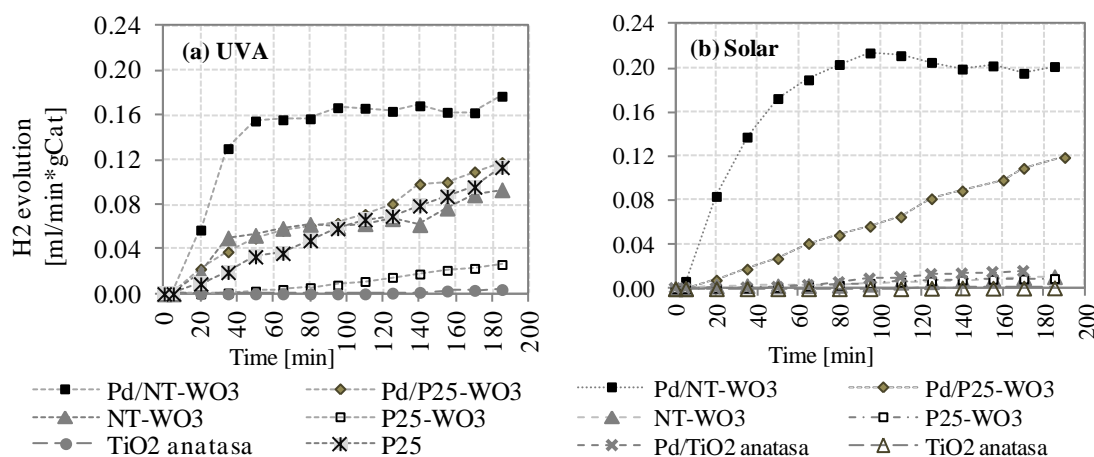 (a) UVA
H2 evolution
[ml/min*gCat]
0.24
0.20
0.16
0.12
0.08
0.04
0.00
0
20
40
60
80
100
120
140
160
180
200
Time [min]
Pd/NT-WO3
Pd/P25-WO3
NT-WO3
P25-WO3
TiO2 anatasa
P25
(b) Solar
0.24
0.20
0.16
0.12
0.08
0.04
0.00
0
20
40
60
80
100
120
140
160
180
200
Time [min]
Pd/NT-WO3
Pd/P25-WO3
NT-WO3
P25-WO3
Pd/TiO2 anatasa
TiO2 anatasa